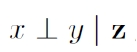 x ⊥ y | z